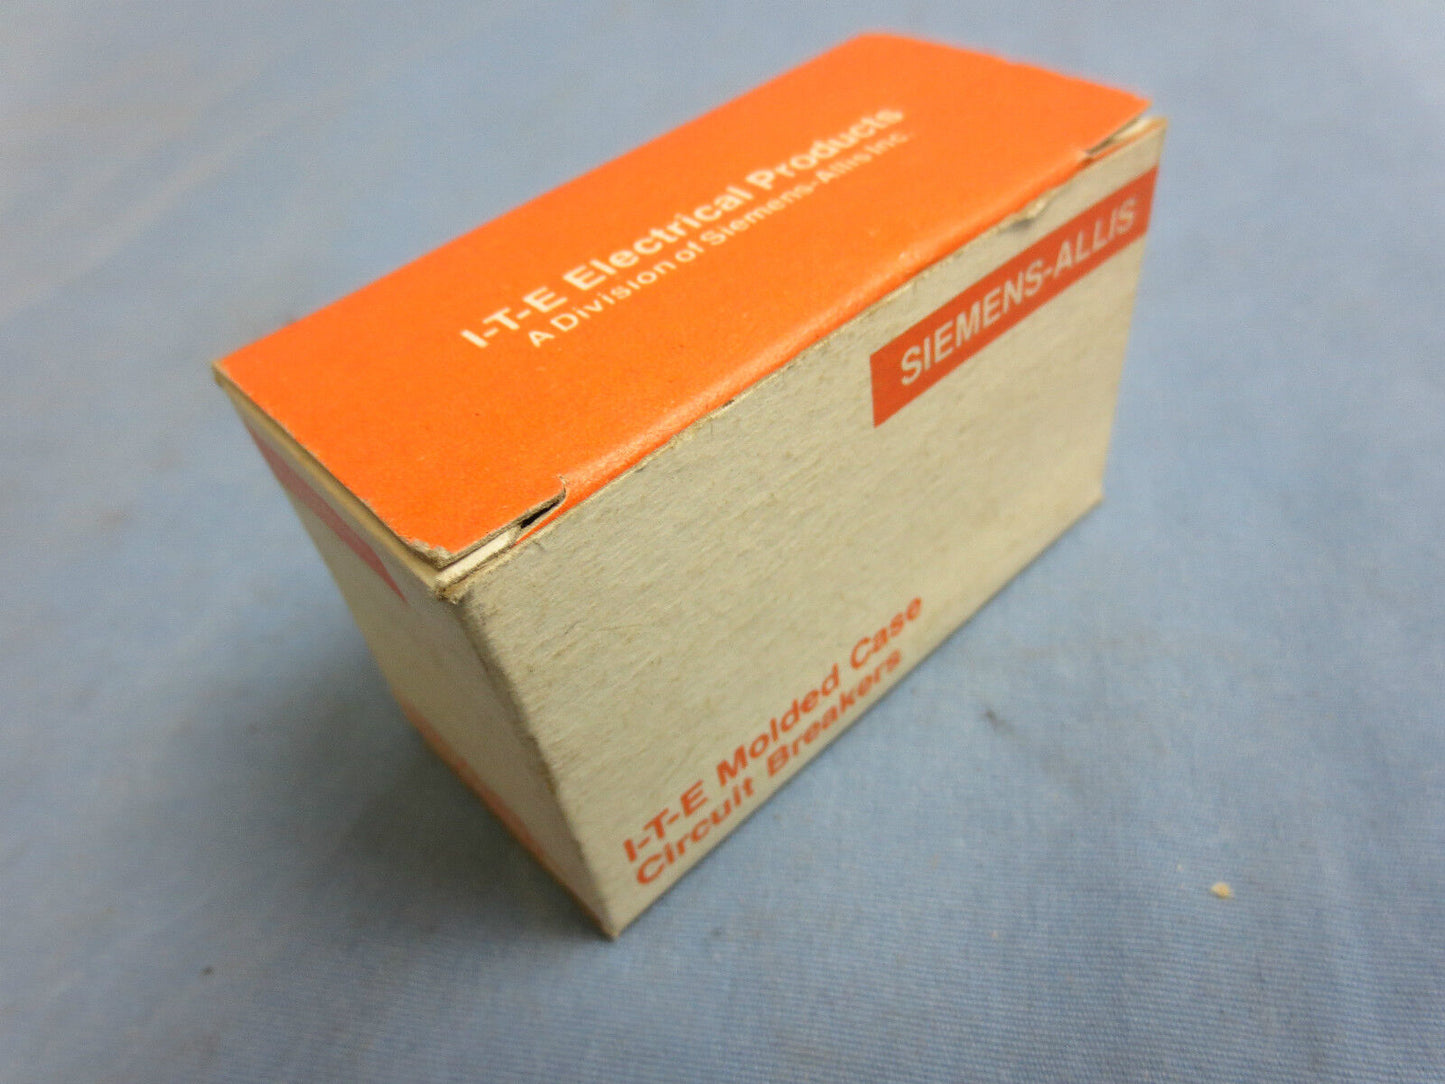 I-T-E Electrical Products
A Division of Siemens-Allis Inc.
SIEMENS-ALLIS
I-T-E Molded Case
Circuit Breakers